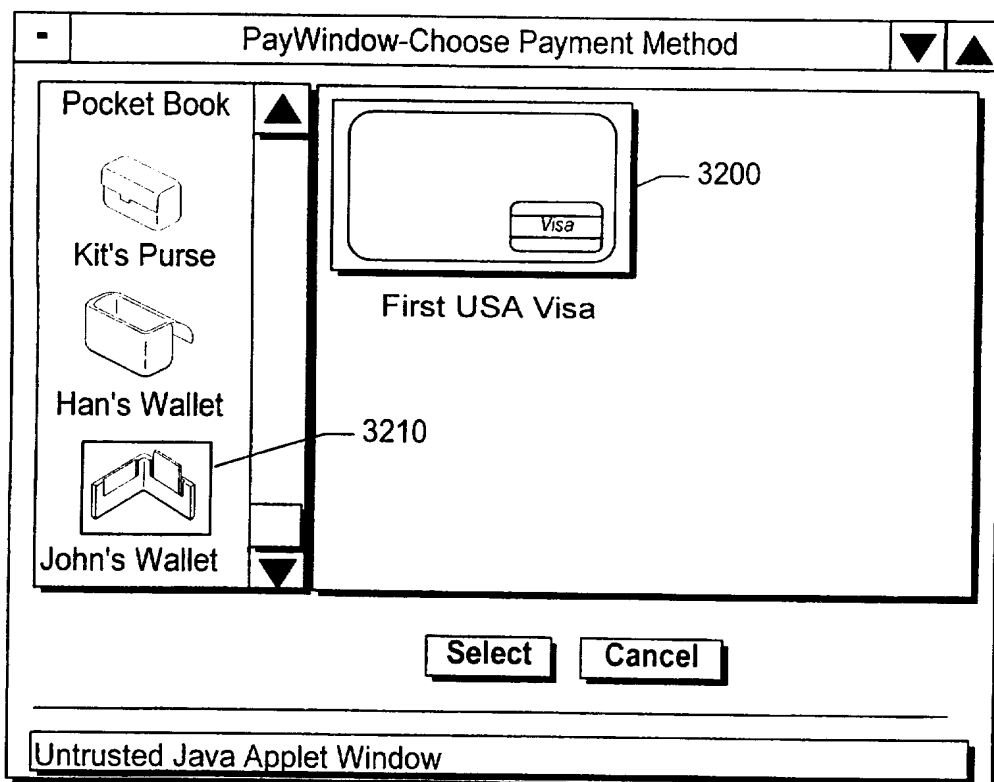 PayWindow-Choose Payment Method
Pocket Book
Kit's Purse
Han's Wallet
John's Wallet
3210
Visa
3200
First USA Visa
Select
Cancel
Untrusted Java Applet Window